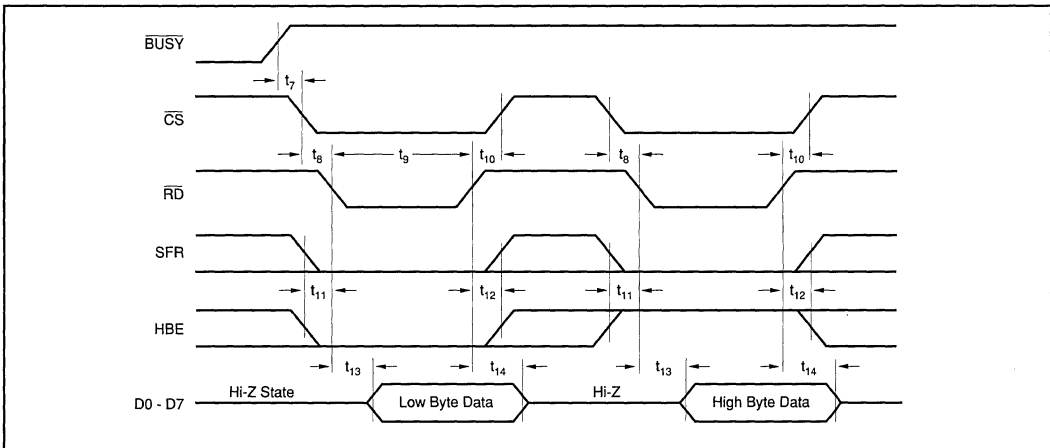 BUSY
t7
CS
t8 t9 t10 t8 t10
RD
SFR
t11 t12 t11 t12
HBE
t13 t14 t13 t14
D0 - D7 Hi-Z State Low Byte Data Hi-Z High Byte Data